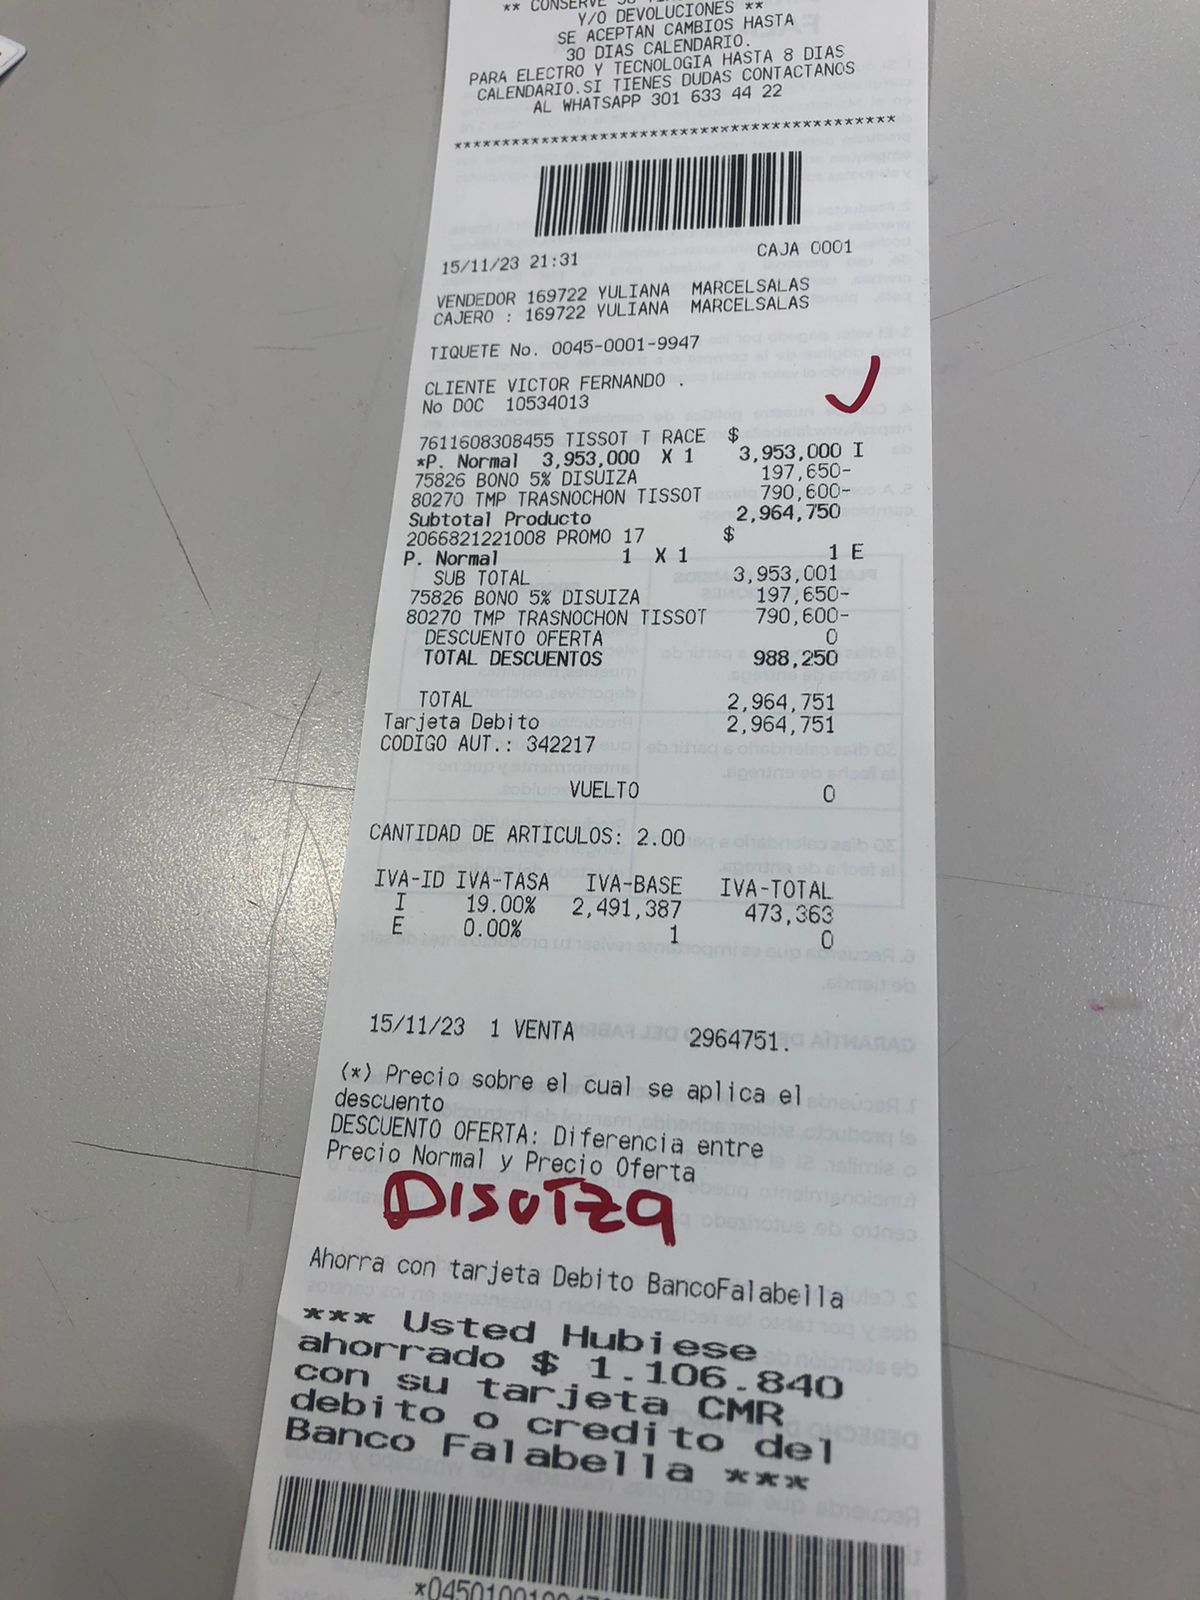 ** CONSERVE SU
Y/O DEVOLUCIONES **
SE ACEPTAN CAMBIOS HASTA
30 DIAS CALENDARIO.
PARA ELECTRO Y TECNOLOGIA HASTA 8 DIAS
CALENDARIO.SI TIENES DUDAS CONTACTANOS
AL WHATSAPP 301 633 44 22
*******************************************
15/11/23 21:31 CAJA 0001
VENDEDOR 169722 YULIANA MARCELSALAS
CAJERO : 169722 YULIANA MARCELSALAS
TIQUETE No. 0045-0001-9947
CLIENTE VICTOR FERNANDO .
No DOC 10534013
7611608308455 TISSOT T RACE $
*P. Normal 3,953,000 X 1 3,953,000 I
75826 BONO 5% DISUIZA 197,650-
80270 TMP TRASNOCHON TISSOT 790,600-
Subtotal Producto 2,964,750
2066821221008 PROMO 17 $
P. Normal 1 X 1 1 E
SUB TOTAL 3,953,001
75826 BONO 5% DISUIZA 197,650-
80270 TMP TRASNOCHON TISSOT 790,600-
DESCUENTO OFERTA 0
TOTAL DESCUENTOS 988,250
TOTAL 2,964,751
Tarjeta Debito 2,964,751
CODIGO AUT.: 342217
VUELTO 0
CANTIDAD DE ARTICULOS: 2.00
IVA-ID IVA-TASA IVA-BASE IVA-TOTAL
I 19.00% 2,491,387 473,363
E 0.00% 1 0
15/11/23 1 VENTA 2964751.
(*) Precio sobre el cual se aplica el
descuento
DESCUENTO OFERTA: Diferencia entre
Precio Normal y Precio Oferta
DISUIZA
Ahorra con tarjeta Debito BancoFalabella
*** Usted Hubiese
ahorrado $ 1.106.840
con su tarjeta CMR
debito o credito del
Banco Falabella ***